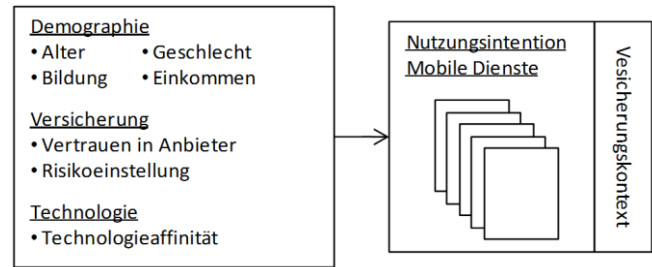 Demographie
• Alter • Geschlecht
• Bildung • Einkommen
Versicherung
• Vertrauen in Anbieter
• Risikoeinstellung
Technologie
• Technologieaffinität
Nutzungsintention
Mobile Dienste
Vesicherungskontext